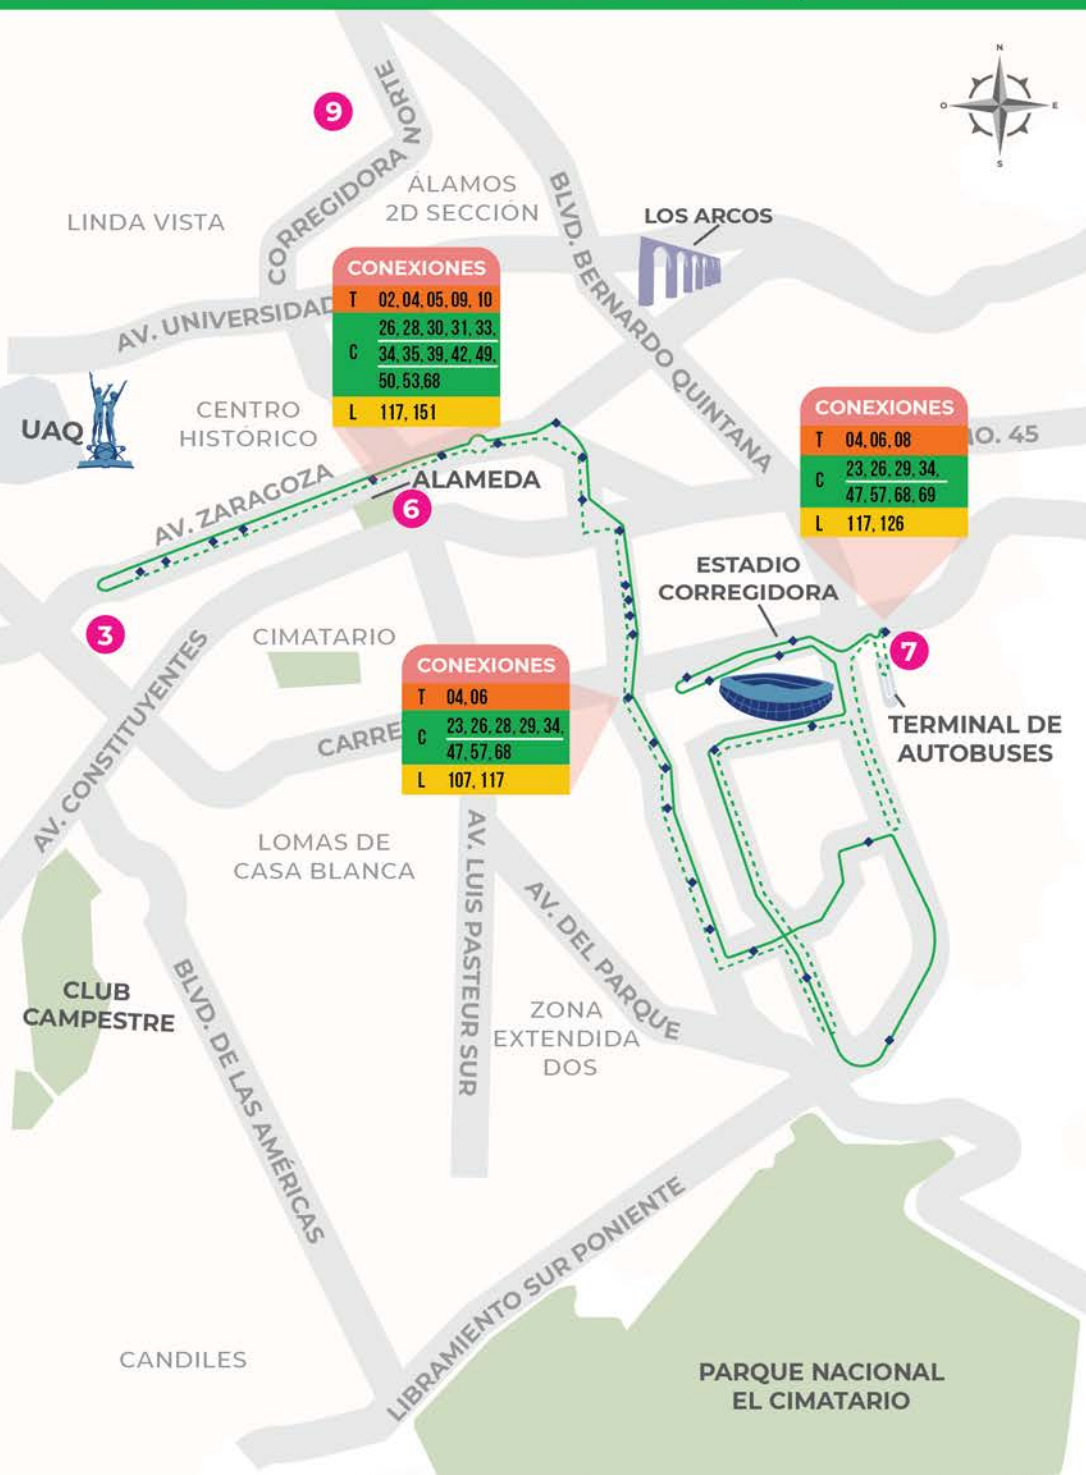 N
O
E
S
9
CORREGIDORA NORTE
ÁLAMOS
2D SECCIÓN
LINDA VISTA
BLVD. BERNARDO QUINTANA
LOS ARCOS
CONEXIONES
T 02, 04, 05, 09, 10
C 26, 28, 30, 31, 33,
34, 35, 39, 42, 49,
50, 53,68
L 117, 151
AV. UNIVERSIDAD
UAQ
CENTRO
HISTÓRICO
CONEXIONES
T 04, 06, 08
C 23, 26, 29, 34,
47, 57, 68, 69
L 117, 126
NO. 45
AV. ZARAGOZA
ALAMEDA
6
ESTADIO
CORREGIDORA
3
CIMATARIO
7
CONEXIONES
T 04, 06
C 23, 26, 28, 29, 34,
47, 57, 68
L 107, 117
TERMINAL DE
AUTOBUSES
CARRE
AV. CONSTITUYENTES
LOMAS DE
CASA BLANCA
AV. LUIS PASTEUR SUR
AV. DEL PARQUE
CLUB
CAMPESTRE
BLVD. DE LAS AMÉRICAS
ZONA
EXTENDIDA
DOS
LIBRAMIENTO SUR PONIENTE
CANDILES
PARQUE NACIONAL
EL CIMATARIO